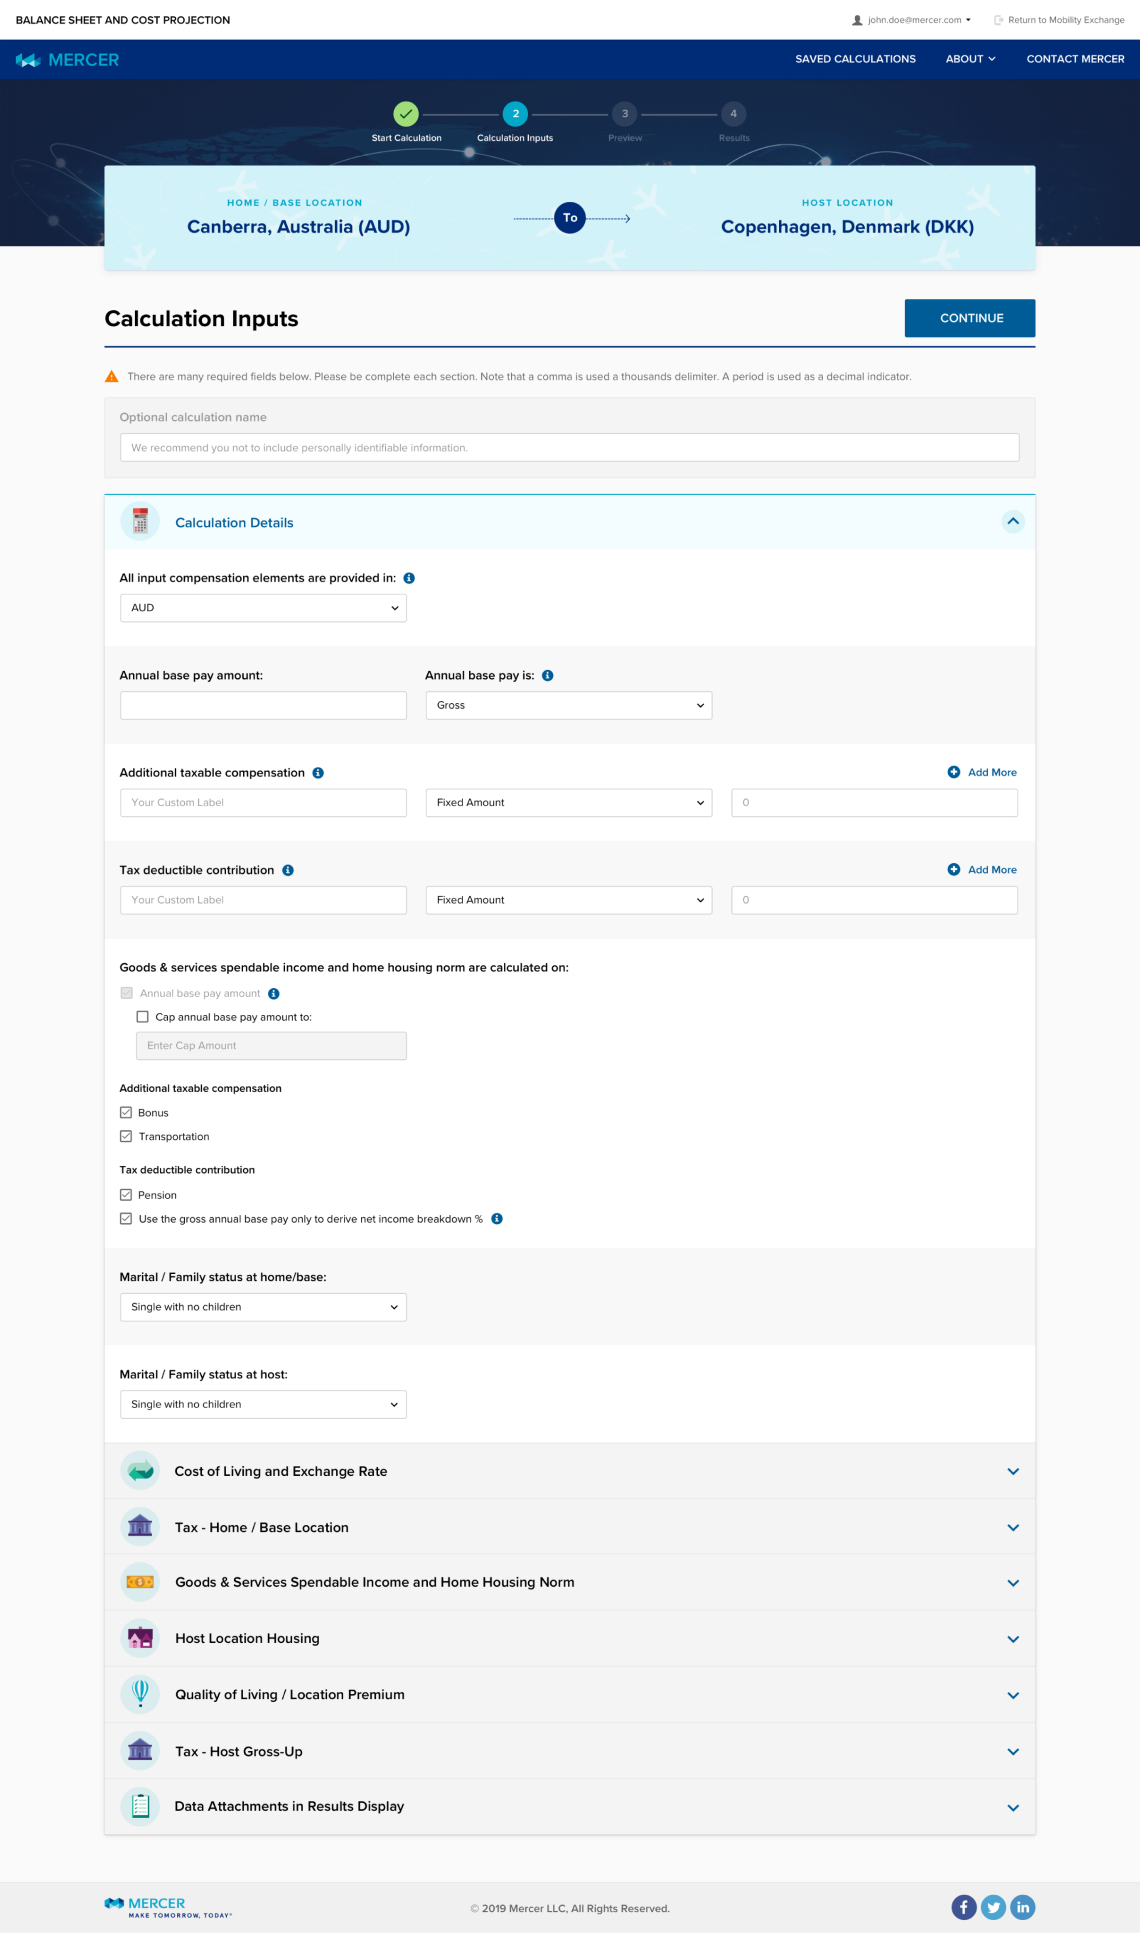 BALANCE SHEET AND COST PROJECTION
john.doe@mercer.com
Return to Mobility Exchange
MERCER
SAVED CALCULATIONS
ABOUT
CONTACT MERCER
2
3
4
Start Calculation
Calculation Inputs
Preview
Results
HOME / BASE LOCATION
Canberra, Australia (AUD)
To
HOST LOCATION
Copenhagen, Denmark (DKK)
Calculation Inputs
CONTINUE
There are many required fields below. Please be complete each section. Note that a comma is used a thousands delimiter. A period is used as a decimal indicator.
Optional calculation name
We recommend you not to include personally identifiable information.
Calculation Details
All input compensation elements are provided in:
AUD
Annual base pay amount:
Annual base pay is:
Gross
Additional taxable compensation
Add More
Your Custom Label
Fixed Amount
0
Tax deductible contribution
Add More
Your Custom Label
Fixed Amount
0
Goods & services spendable income and home housing norm are calculated on:
Annual base pay amount
Cap annual base pay amount to:
Enter Cap Amount
Additional taxable compensation
Bonus
Transportation
Tax deductible contribution
Pension
Use the gross annual base pay only to derive net income breakdown %
Marital / Family status at home/base:
Single with no children
Marital / Family status at host:
Single with no children
Cost of Living and Exchange Rate
Tax - Home / Base Location
Goods & Services Spendable Income and Home Housing Norm
Host Location Housing
Quality of Living / Location Premium
Tax - Host Gross-Up
Data Attachments in Results Display
MERCER
MAKE TOMORROW, TODAY
© 2019 Mercer LLC, All Rights Reserved.